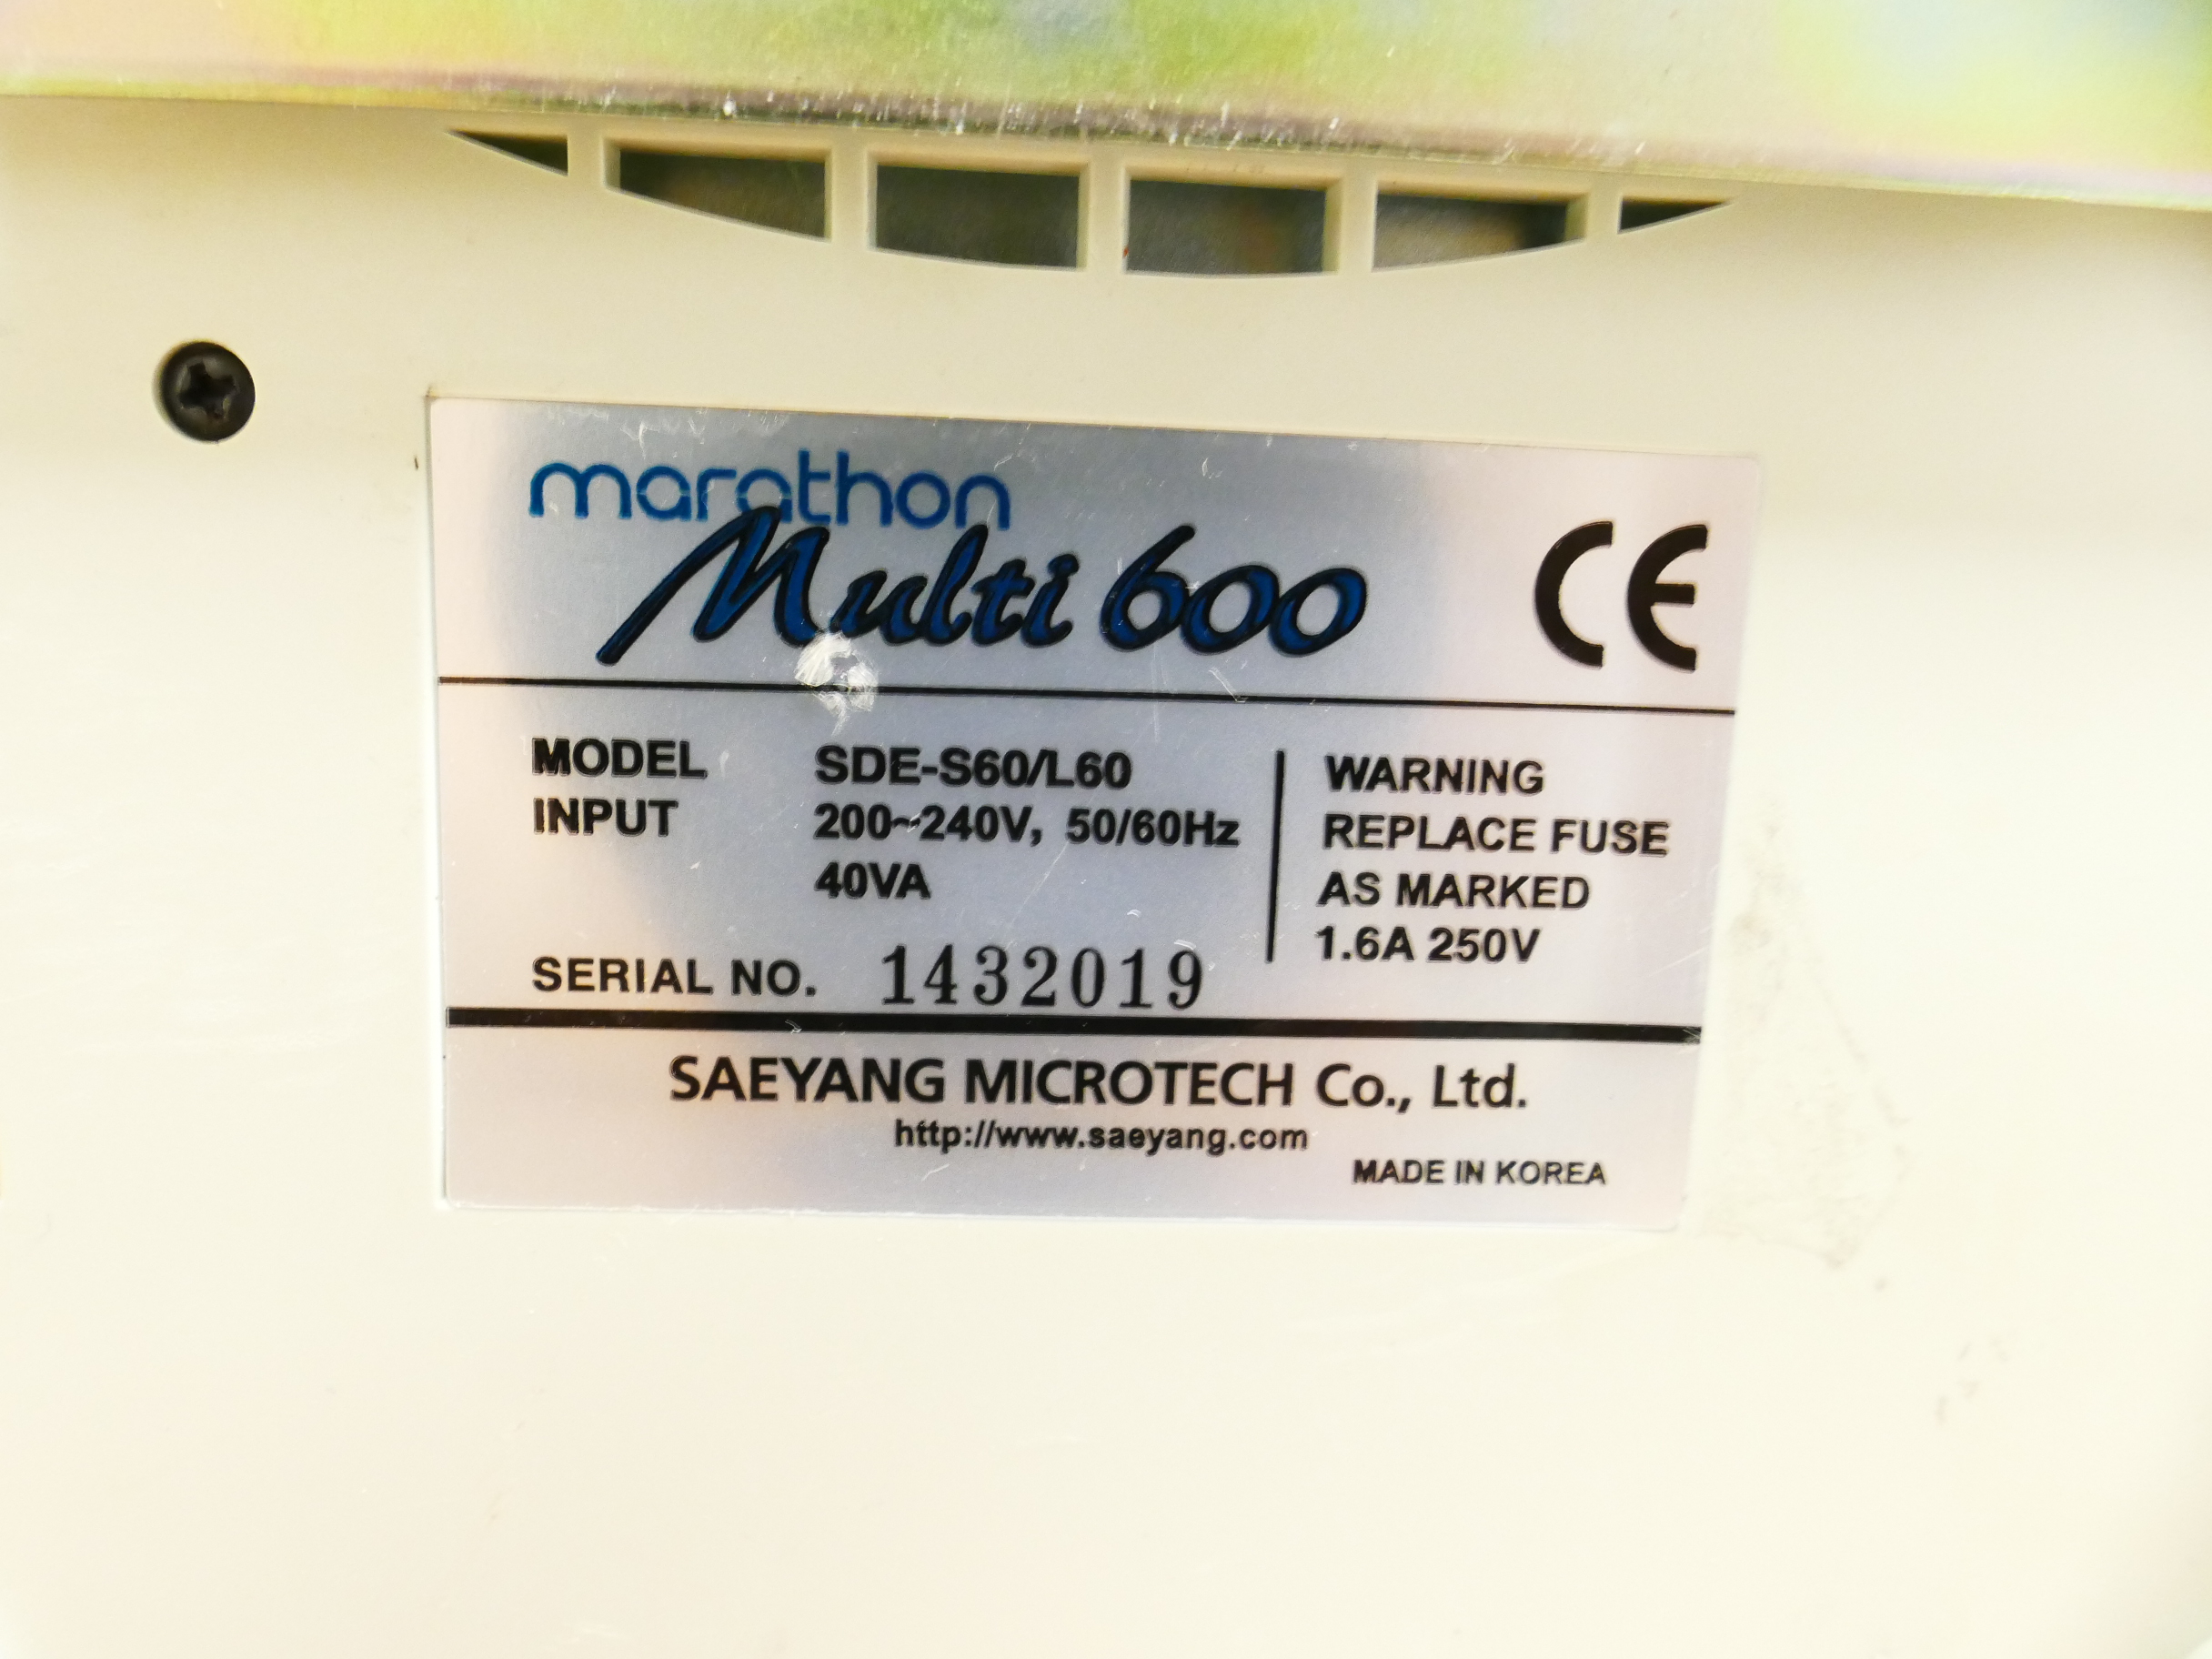 marathon
Multi 600
CE
MODEL SDE-S60/L60
INPUT 200~240V, 50/60Hz
40VA
SERIAL NO. 1432019
WARNING
REPLACE FUSE
AS MARKED
1.6A 250V
SAEYANG MICROTECH Co., Ltd.
http://www.saeyang.com
MADE IN KOREA